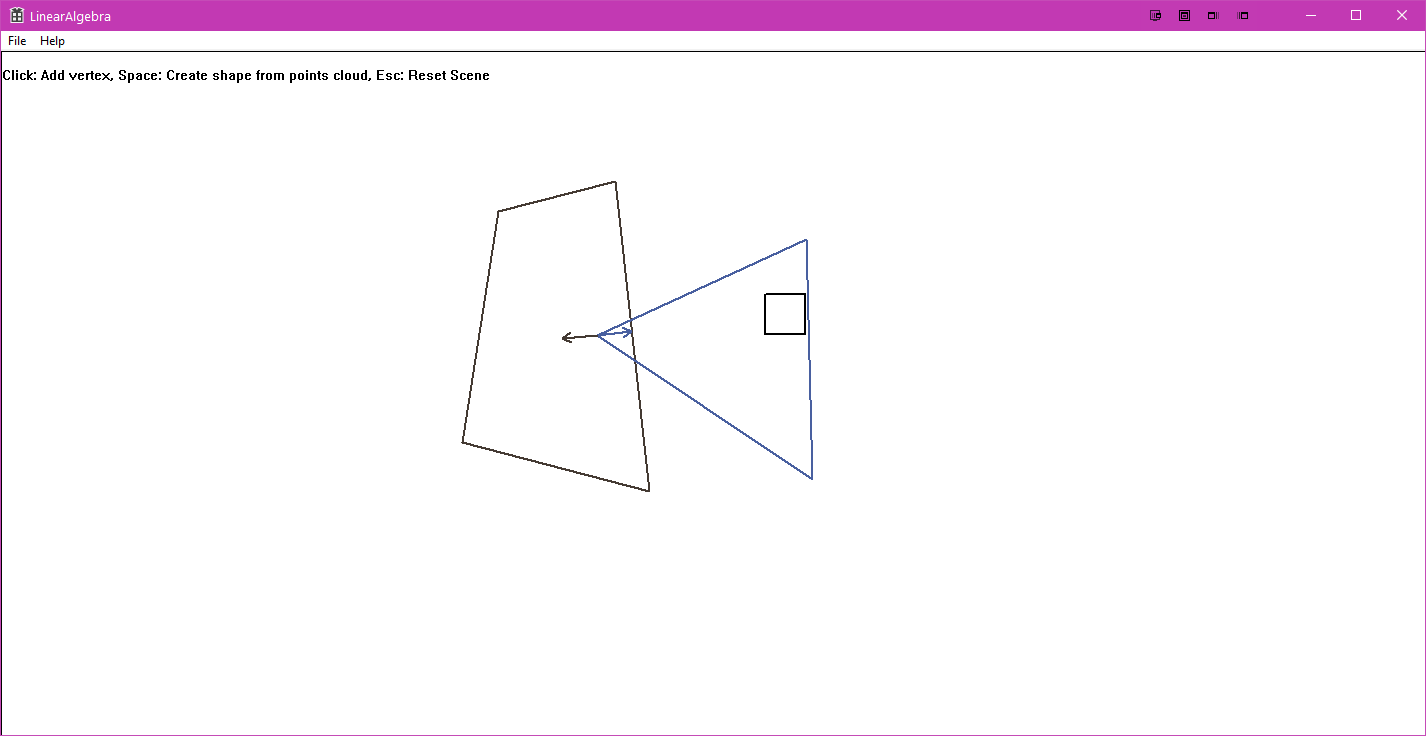 LinearAlgebra
File Help
Click: Add vertex, Space: Create shape from points cloud, Esc: Reset Scene